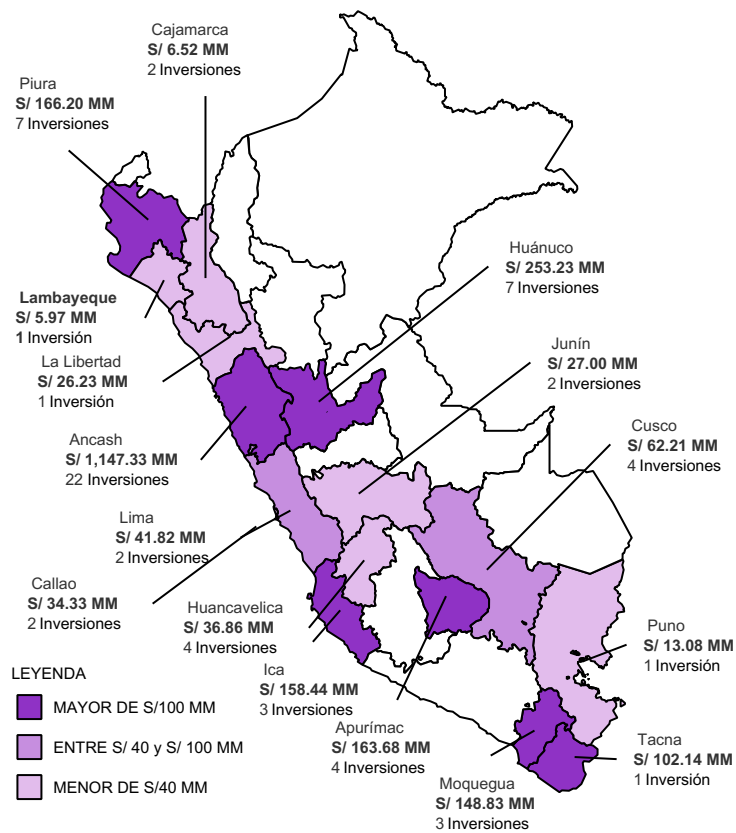 Cajamarca
S/ 6.52 MM
2 Inversiones
Piura
S/ 166.20 MM
7 Inversiones
Huánuco
S/ 253.23 MM
7 Inversiones
Lambayeque
S/ 5.97 MM
1 Inversión
Junín
S/ 27.00 MM
2 Inversiones
La Libertad
S/ 26.23 MM
1 Inversión
Cusco
S/ 62.21 MM
4 Inversiones
Ancash
S/ 1,147.33 MM
22 Inversiones
Lima
S/ 41.82 MM
2 Inversiones
Callao
S/ 34.33 MM
2 Inversiones
Huancavelica
S/ 36.86 MM
4 Inversiones
Puno
S/ 13.08 MM
1 Inversión
Ica
S/ 158.44 MM
3 Inversiones
Apurímac
S/ 163.68 MM
4 Inversiones
Tacna
S/ 102.14 MM
1 Inversión
Moquegua
S/ 148.83 MM
3 Inversiones
LEYENDA
MAYOR DE S/100 MM
ENTRE S/ 40 y S/ 100 MM
MENOR DE S/40 MM